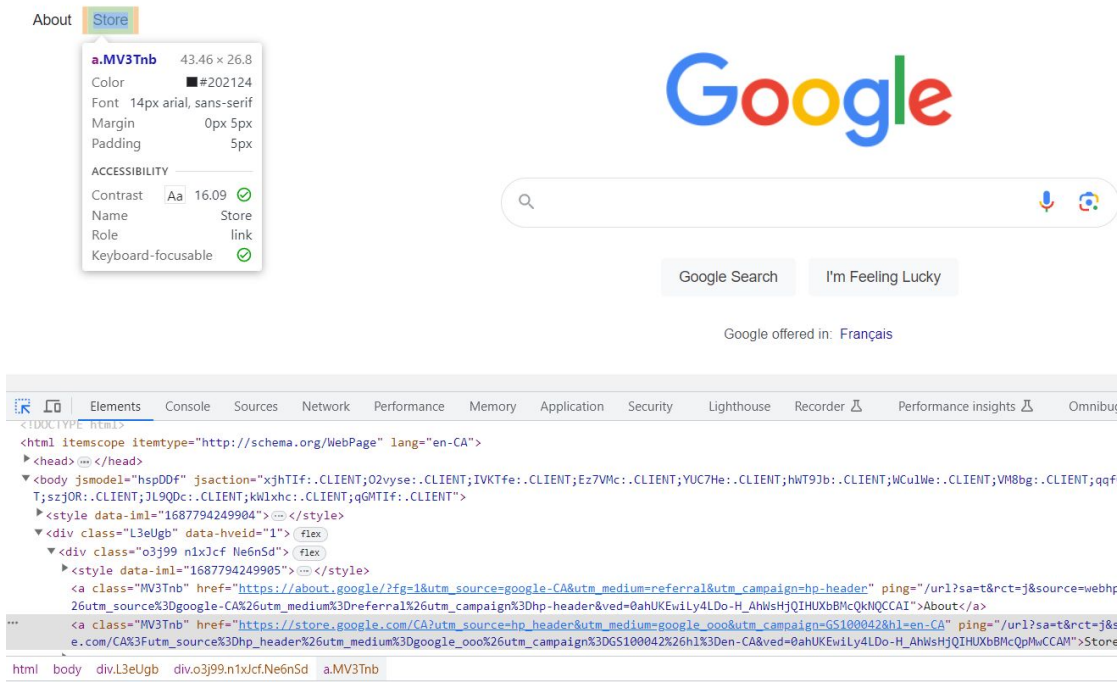 About Store
a.MV3Tnb 43.46 × 26.8
Color #202124
Font 14px arial, sans-serif
Margin 0px 5px
Padding 5px
ACCESSIBILITY
Contrast Aa 16.09
Name Store
Role link
Keyboard-focusable
Google
Google Search I'm Feeling Lucky
Google offered in: Français
Elements Console Sources Network Performance Memory Application Security Lighthouse Recorder Performance insights Omnibug
<!DOCTYPE html>
<html itemscope itemtype="http://schema.org/WebPage" lang="en-CA">
<head> … </head>
<body jsmodel="hspDDf" jsaction="xjhTIf:.CLIENT;O2vyse:.CLIENT;IVKTfe:.CLIENT;Ez7VMc:.CLIENT;YUC7He:.CLIENT;hWT9Jb:.CLIENT;WCulWe:.CLIENT;VM8bg:.CLIENT;qqf
T;szjOR:.CLIENT;JL9QDc:.CLIENT;kWlxhc:.CLIENT;qGMTIf:.CLIENT">
<style data-iml="1687794249904"> … </style>
<div class="L3eUgb" data-hveid="1"> flex
<div class="o3j99 n1xJcf Ne6nSd"> flex
<style data-iml="1687794249905"> … </style>
<a class="MV3Tnb" href="https://about.google/?fg=1&utm_source=google-CA&utm_medium=referral&utm_campaign=hp-header" ping="/url?sa=t&rct=j&source=webhp
26utm_source%3Dgoogle-CA%26utm_medium%3Dreferral%26utm_campaign%3Dhp-header&ved=0ahUKEwiLy4LDo-H_AhWsHjQIHUXbBMcQkNQCCAI">About</a>
<a class="MV3Tnb" href="https://store.google.com/CA?utm_source=hp_header&utm_medium=google_ooo&utm_campaign=GS100042&hl=en-CA" ping="/url?sa=t&rct=j&s
e.com/CA%3Futm_source%3Dhp_header%26utm_medium%3Dgoogle_ooo%26utm_campaign%3DGS100042%26hl%3Den-CA&ved=0ahUKEwiLy4LDo-H_AhWsHjQIHUXbBMcQpMwCCAM">Store
html body div.L3eUgb div.o3j99.n1xJcf.Ne6nSd a.MV3Tnb